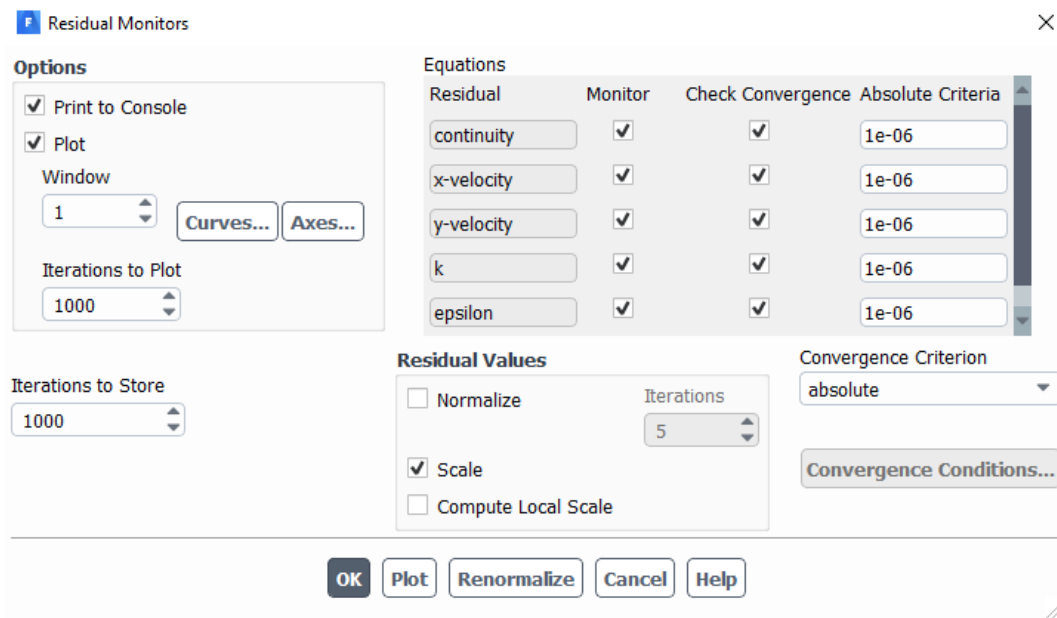 F Residual Monitors
Options
Print to Console
Plot
Window
1
Curves... Axes...
Iterations to Plot
1000
Iterations to Store
1000
Equations
Residual Monitor Check Convergence Absolute Criteria
continuity 1e-06
x-velocity 1e-06
y-velocity 1e-06
k 1e-06
epsilon 1e-06
Residual Values
Normalize
Iterations
5
Scale
Compute Local Scale
Convergence Criterion
absolute
Convergence Conditions...
OK Plot Renormalize Cancel Help